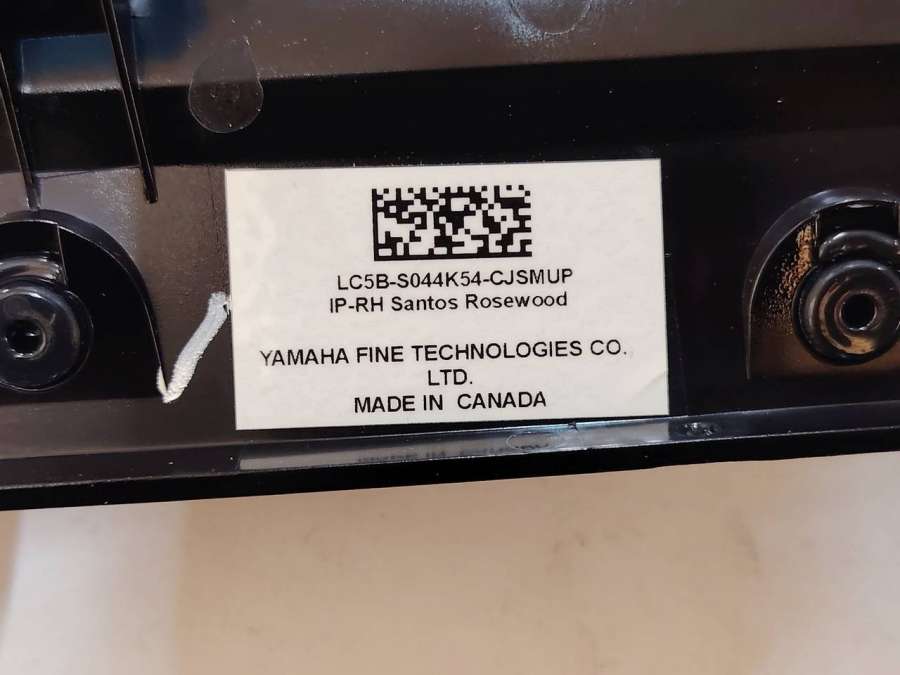 LC5B-S044K54-CJSMUP
IP-RH Santos Rosewood
YAMAHA FINE TECHNOLOGIES CO.
LTD.
MADE IN CANADA